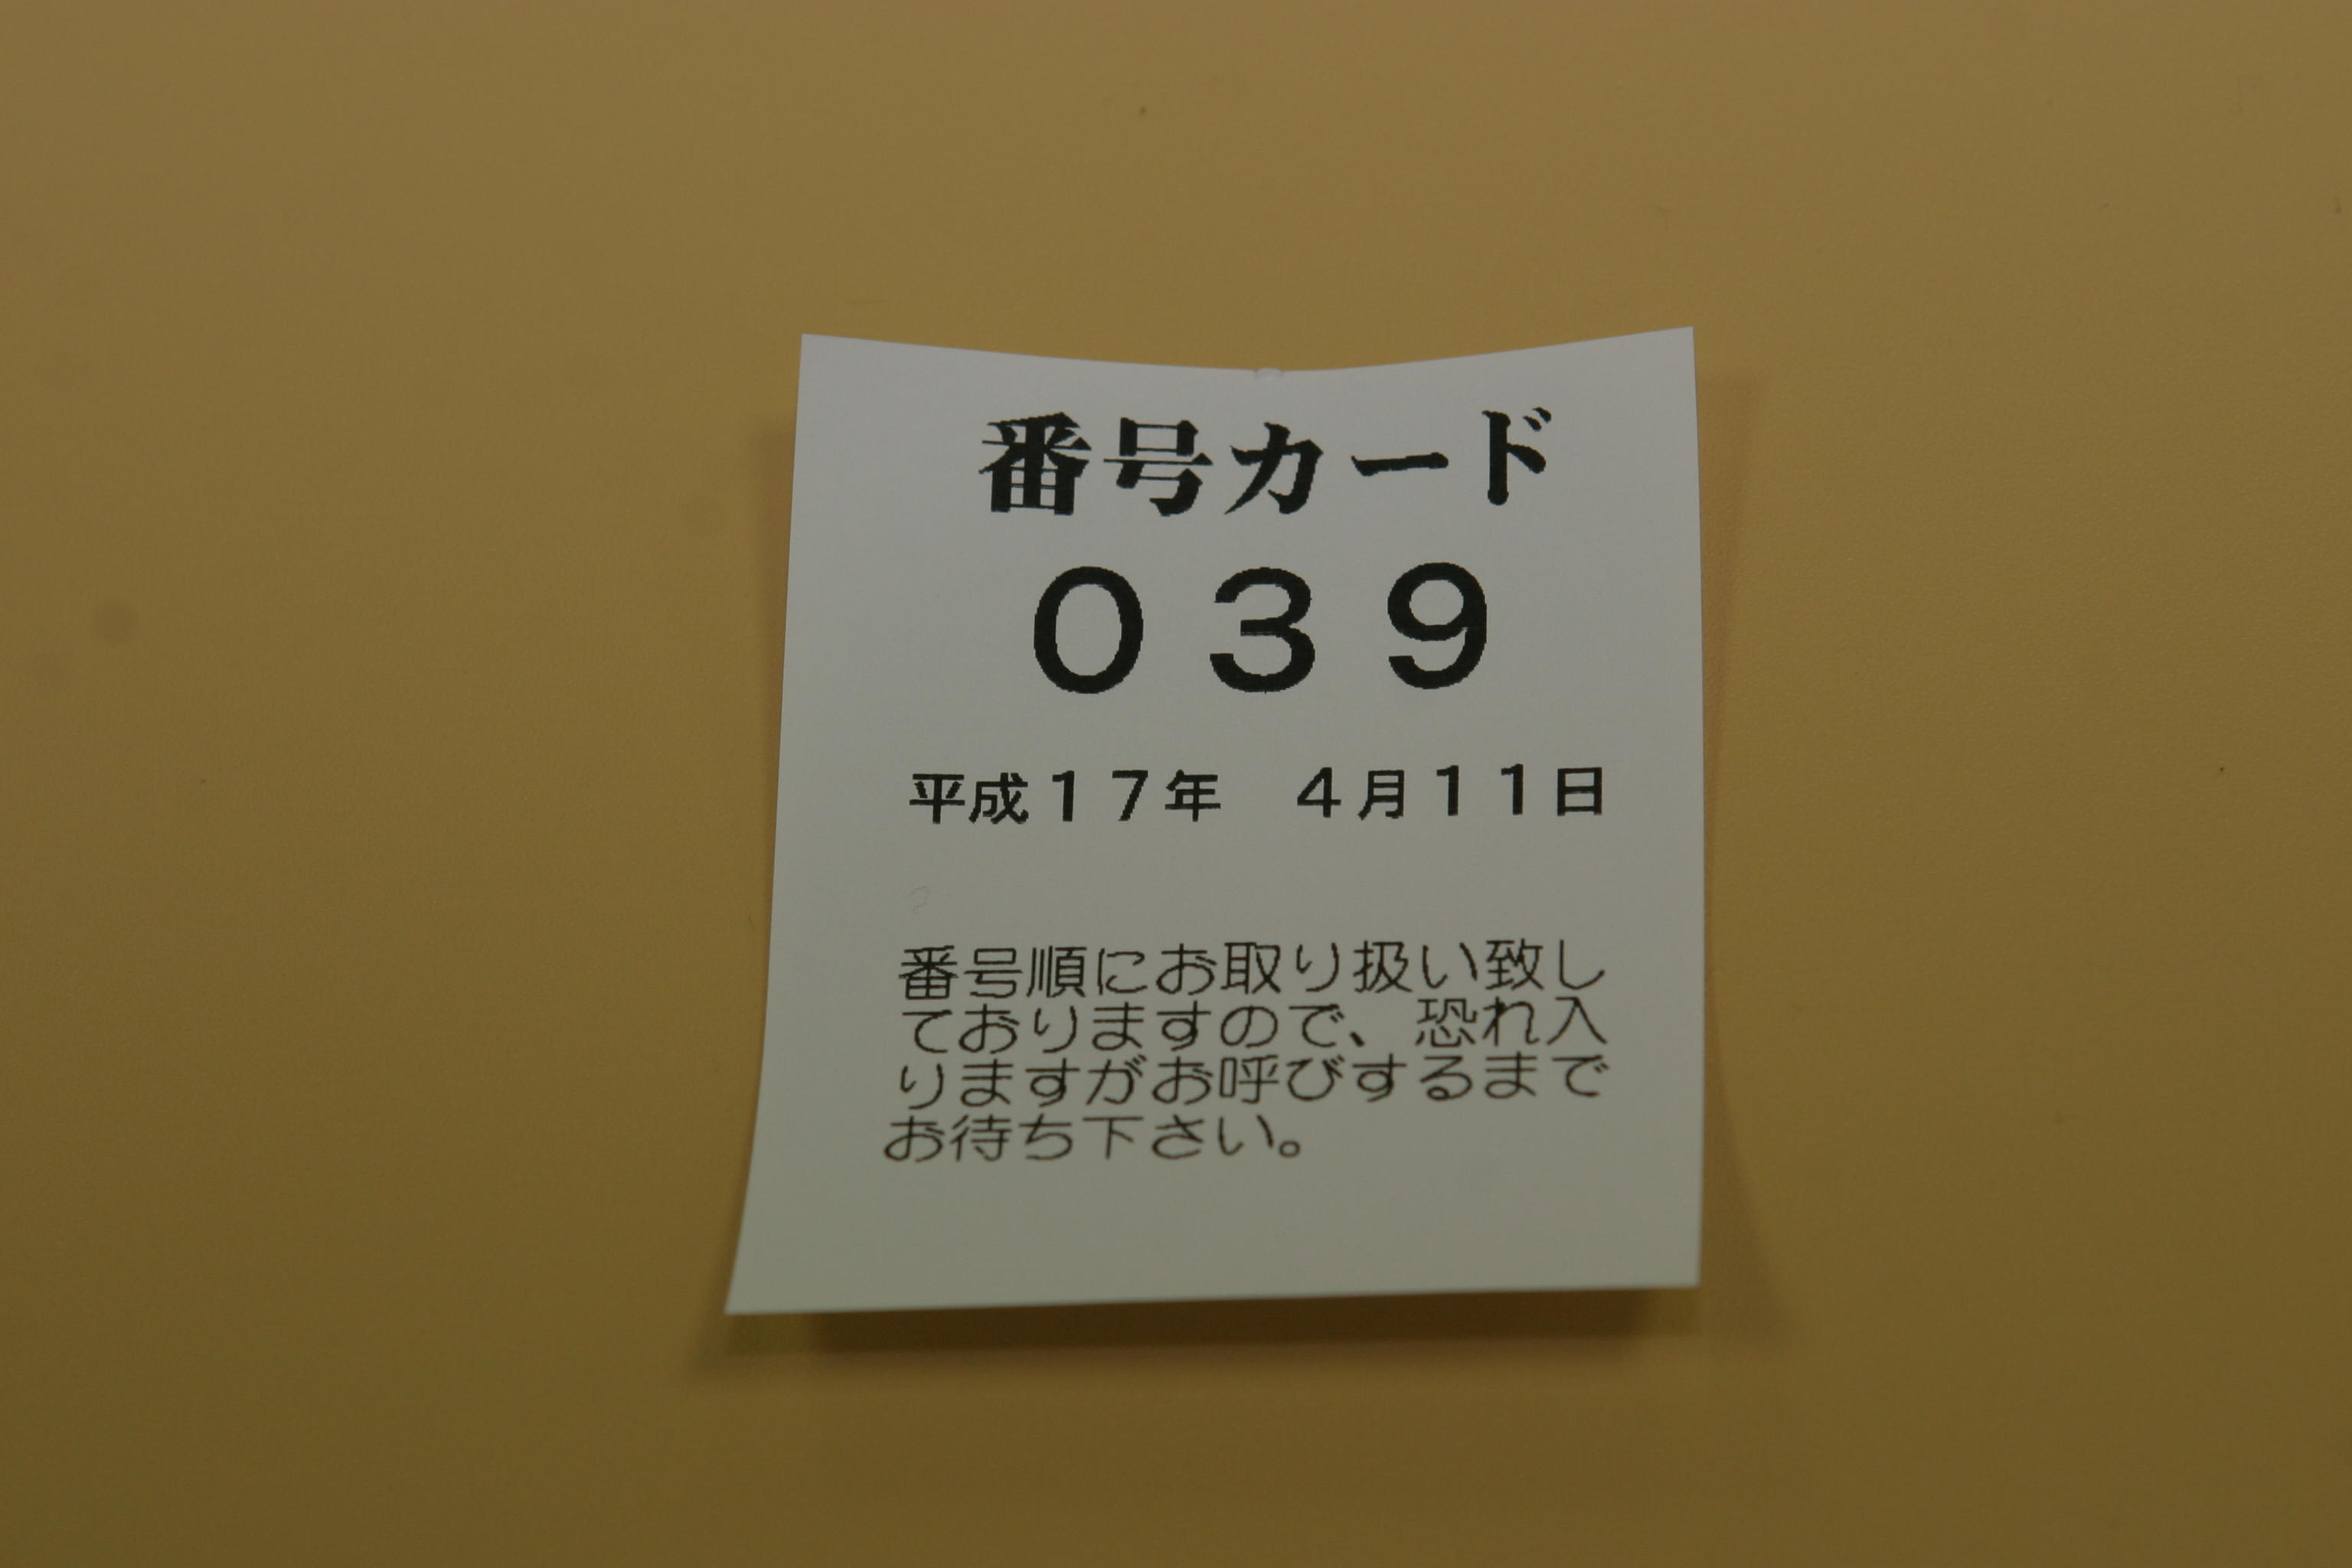 番号カード
０３９
平成１７年　４月１１日
番号順にお取り扱い致し
ておりますので、恐れ入
りますがお呼びするまで
お待ち下さい。